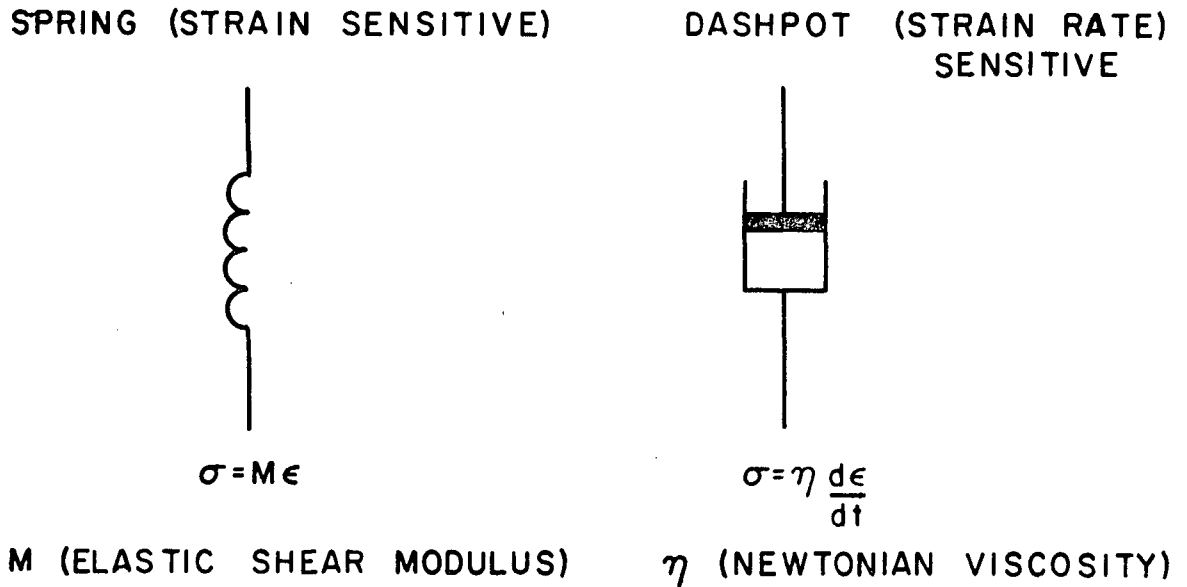 SPRING (STRAIN SENSITIVE)
DASHPOT (STRAIN RATE)
SENSITIVE
σ=Mϵ
σ=η dϵ/dt
M (ELASTIC SHEAR MODULUS)
η (NEWTONIAN VISCOSITY)